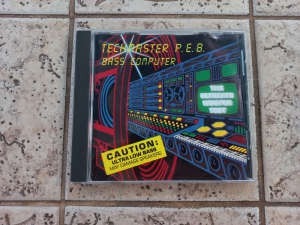 TECHMASTER P.E.B.
BASS COMPUTER
THE
ULTIMATE
WOOFER
TEST
CAUTION:
ULTRA LOW BASS
MAY DAMAGE SPEAKERS